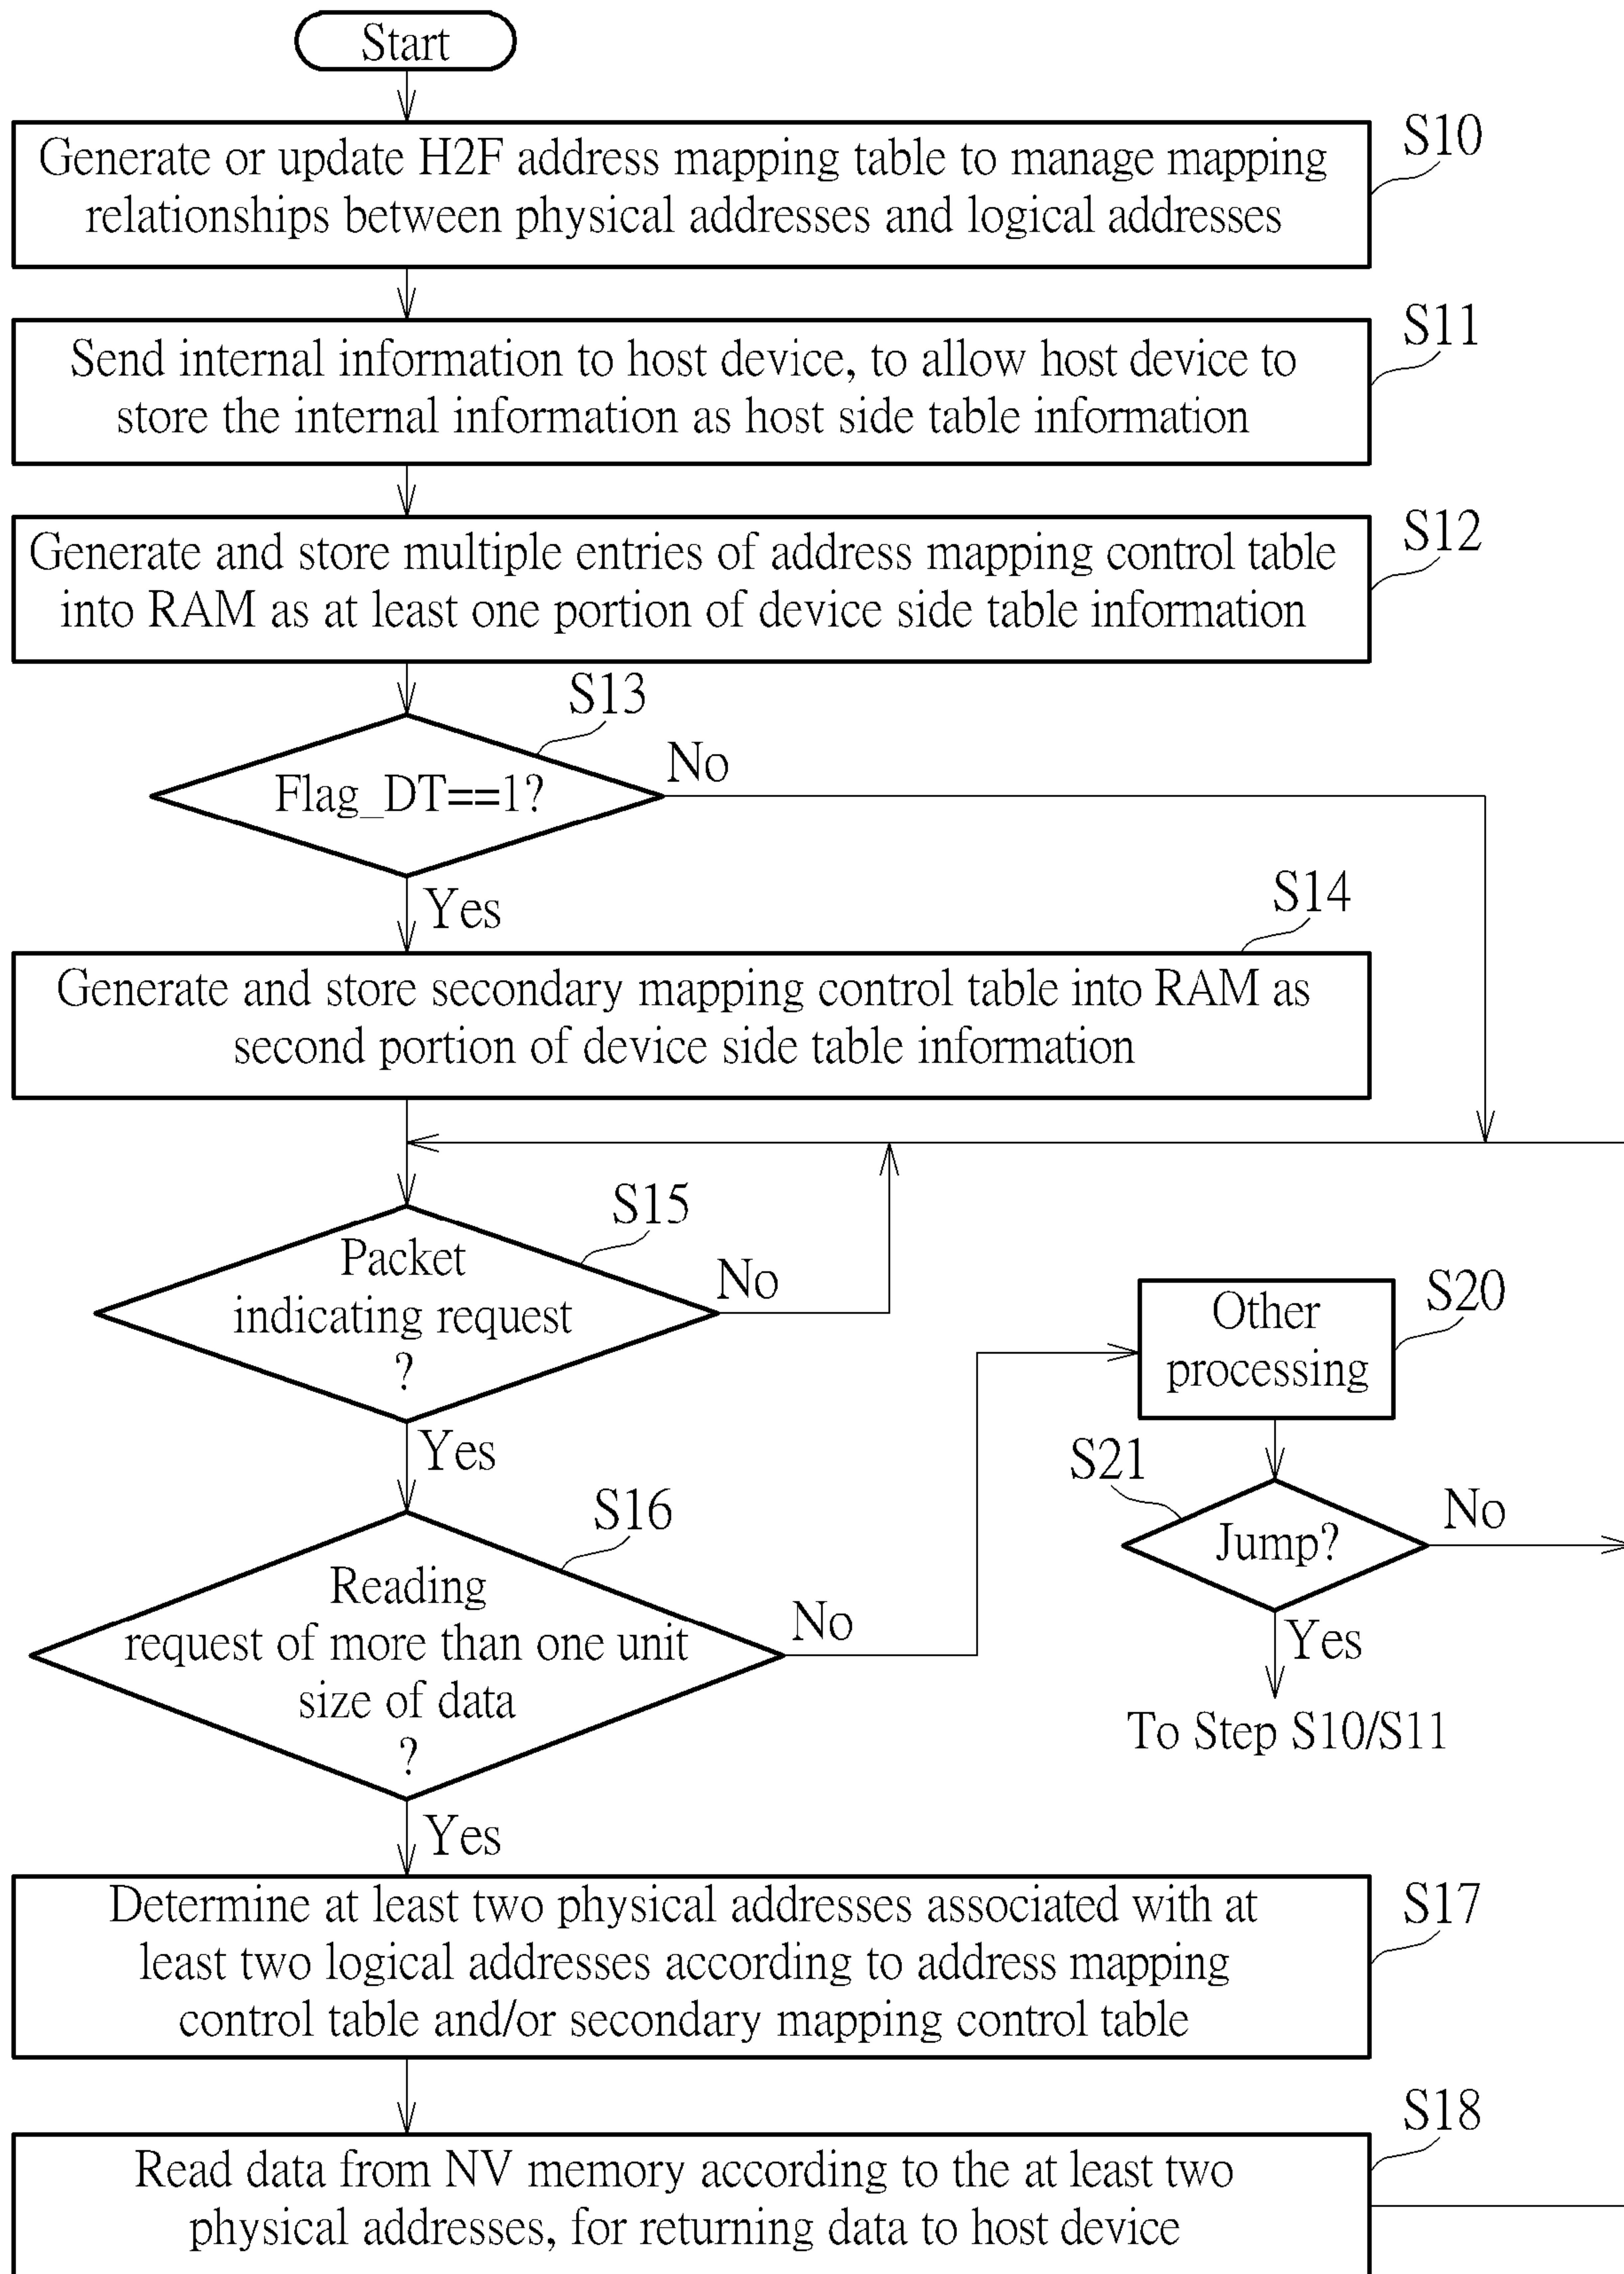 Start
S10
Generate or update H2F address mapping table to manage mapping
relationships between physical addresses and logical addresses
S11
Send internal information to host device, to allow host device to
store the internal information as host side table information
S12
Generate and store multiple entries of address mapping control table
into RAM as at least one portion of device side table information
S13
Flag_DT==1?
No
Yes
S14
Generate and store secondary mapping control table into RAM as
second portion of device side table information
S15
Packet
indicating request
?
No
Yes
S20
Other
processing
S21
Jump?
No
Yes
To Step S10/S11
S16
Reading
request of more than one unit
size of data
?
No
Yes
S17
Determine at least two physical addresses associated with at
least two logical addresses according to address mapping
control table and/or secondary mapping control table
S18
Read data from NV memory according to the at least two
physical addresses, for returning data to host device